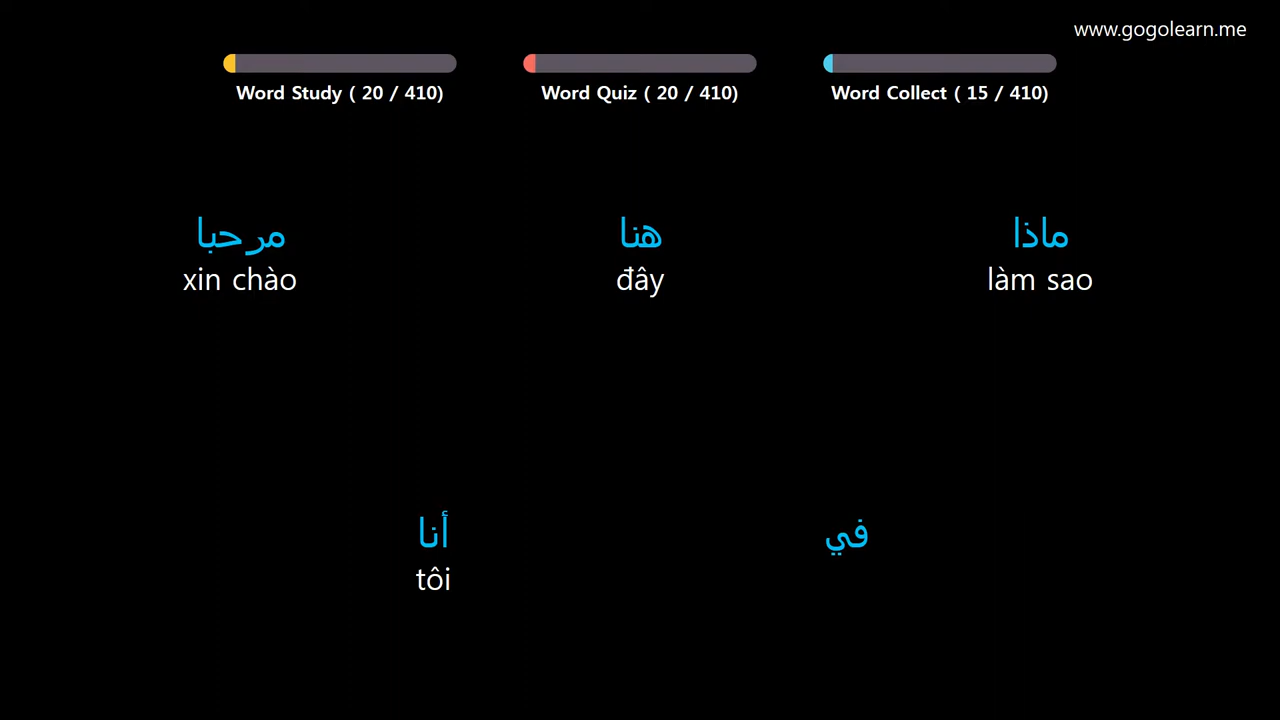 www.gogolearn.me
Word Study ( 20 / 410)
Word Quiz ( 20 / 410)
Word Collect ( 15 / 410)
مرحبا
xin chào
هنا
đây
ماذا
làm sao
أنا
tôi
في